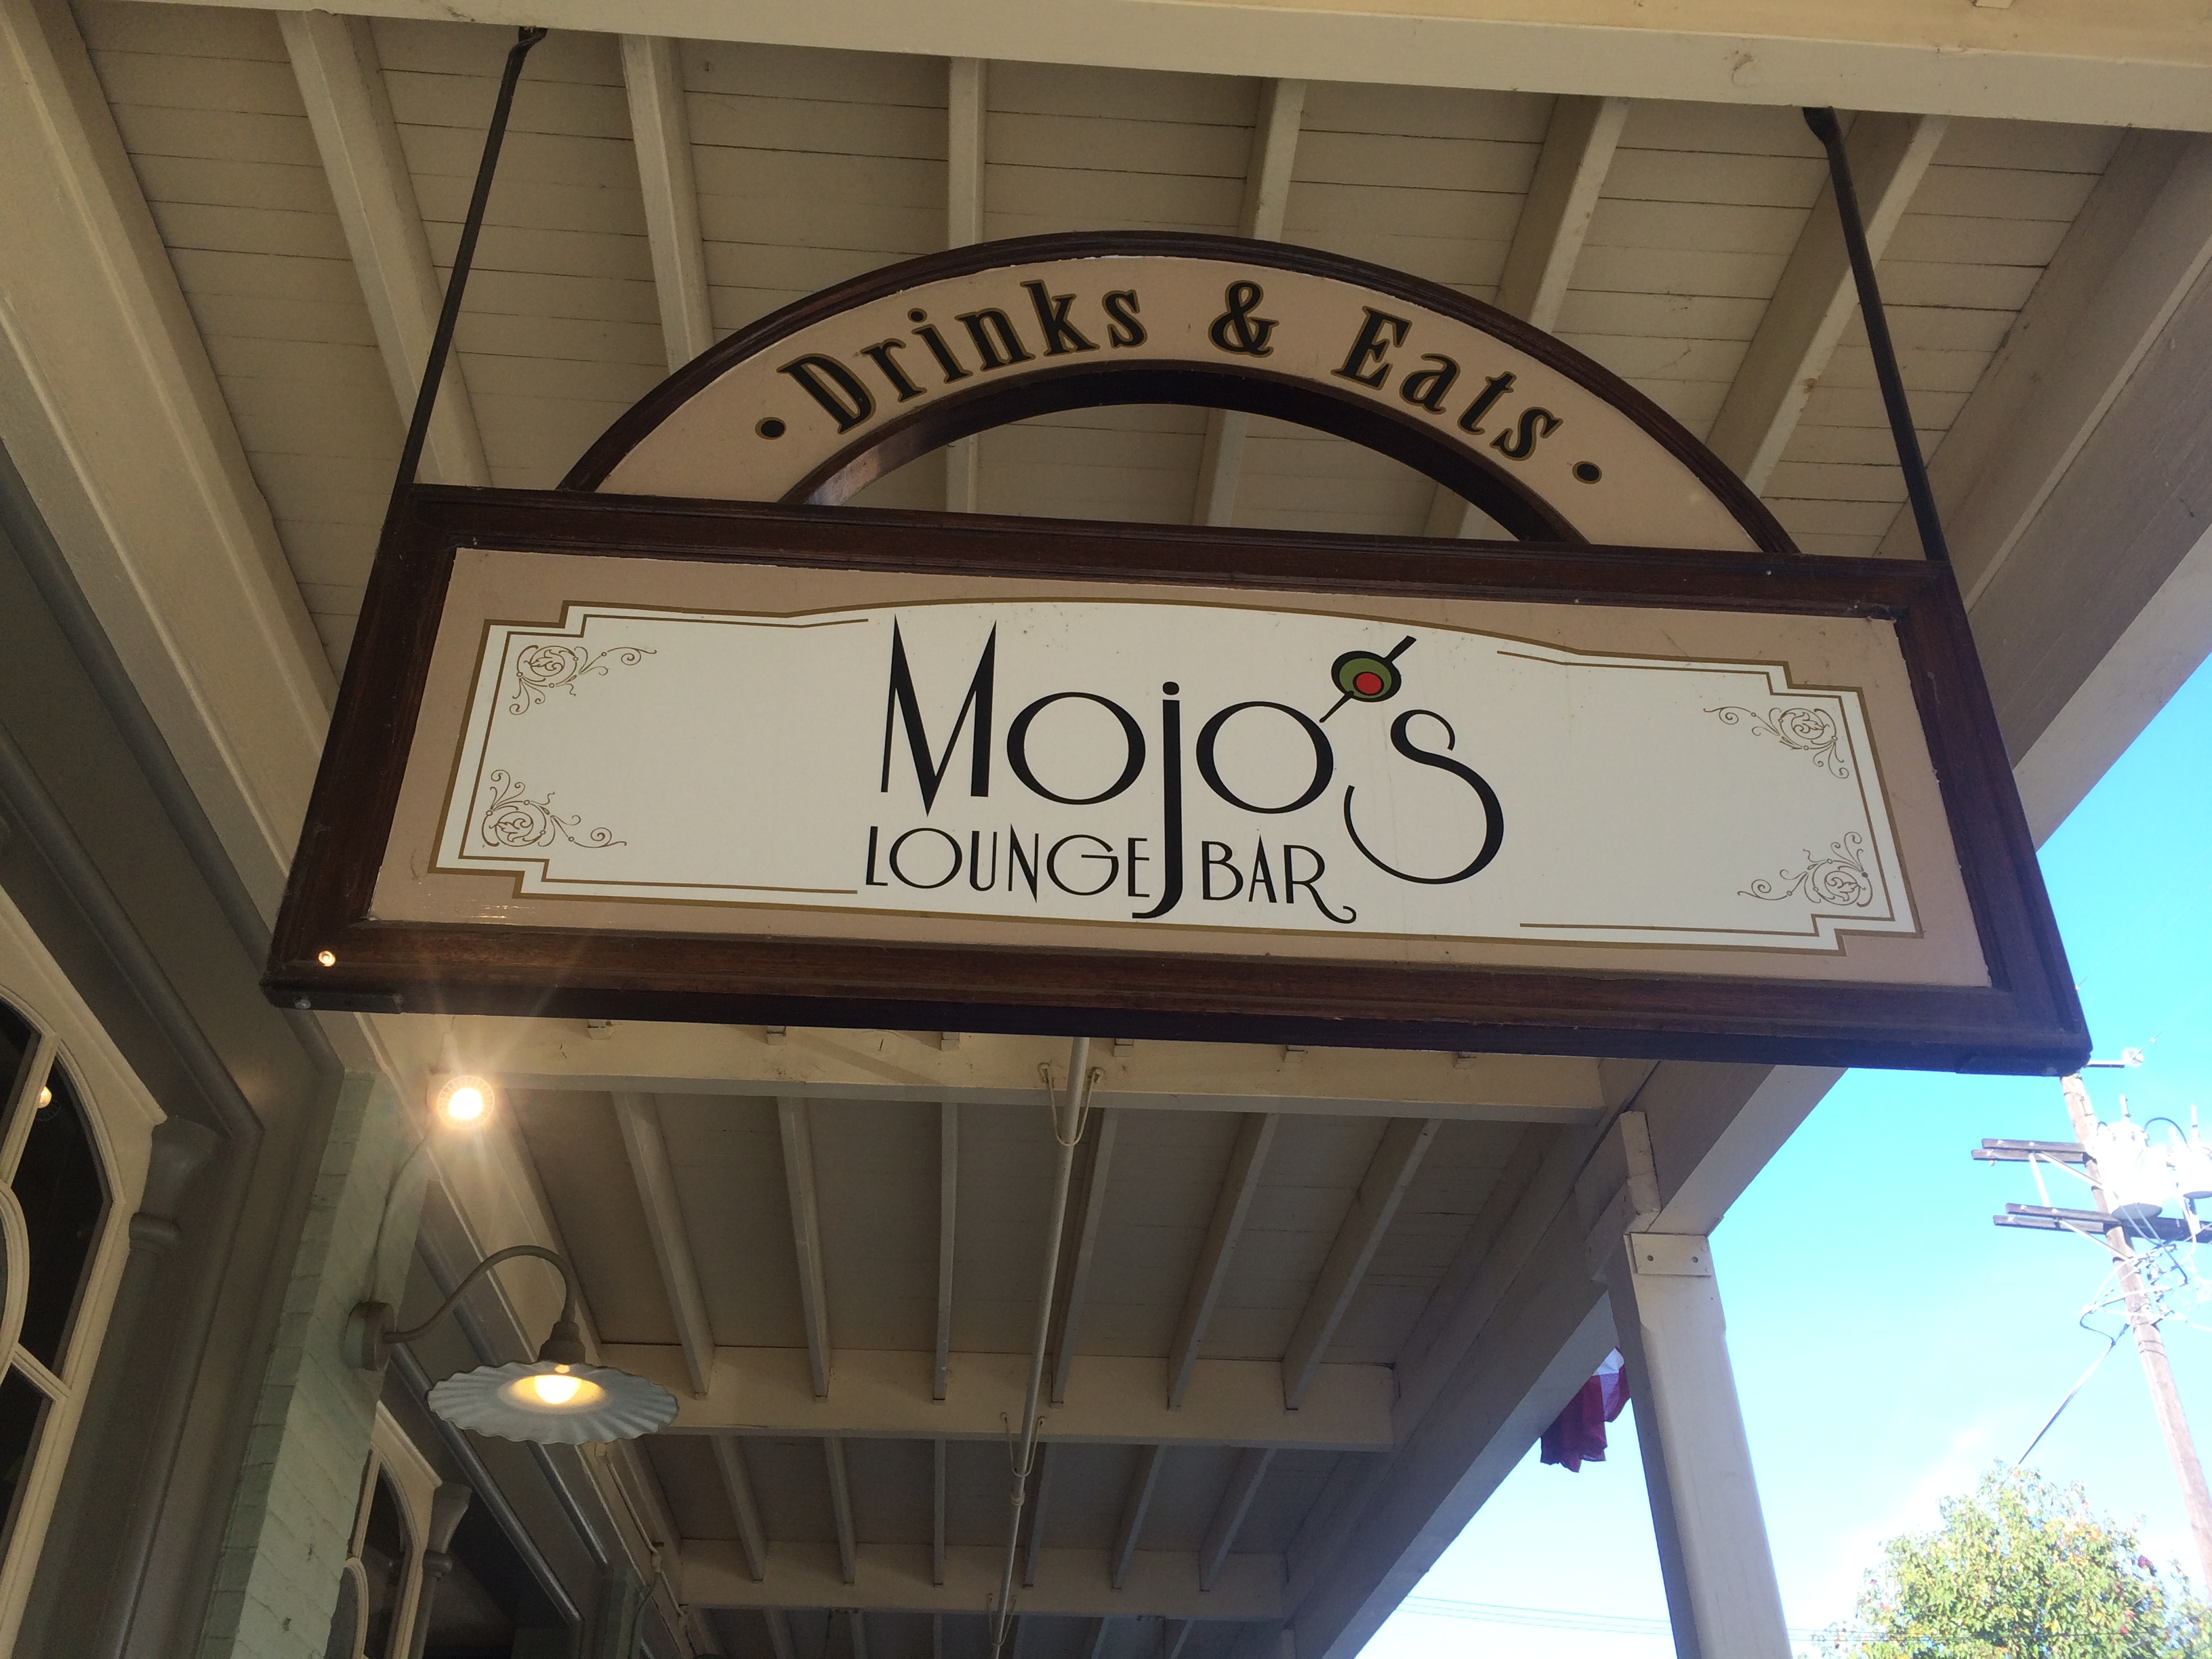 • Drinks & Eats •
Mojo's
LOUNGE BAR